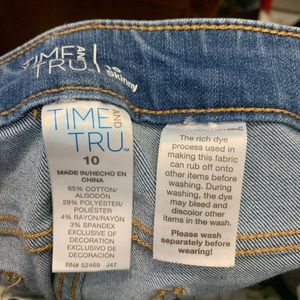 TIME AND TRU
Skinny
TIME AND
TRU™
10
MADE IN/HECHO EN
CHINA
65% COTTON/
ALGODÓN
28% POLYESTER/
POLIÉSTER
4% RAYON/RAYÓN
3% SPANDEX
EXCLUSIVE OF
DECORATION
EXCLUSIVO DE
DECORACIÓN
RN# 52469 J47
The rich dye
process used in
making this fabric
can rub off onto
other items before
washing. During
washing, the dye
may bleed and
discolor other
items in the wash.
Please wash
separately before
wearing!